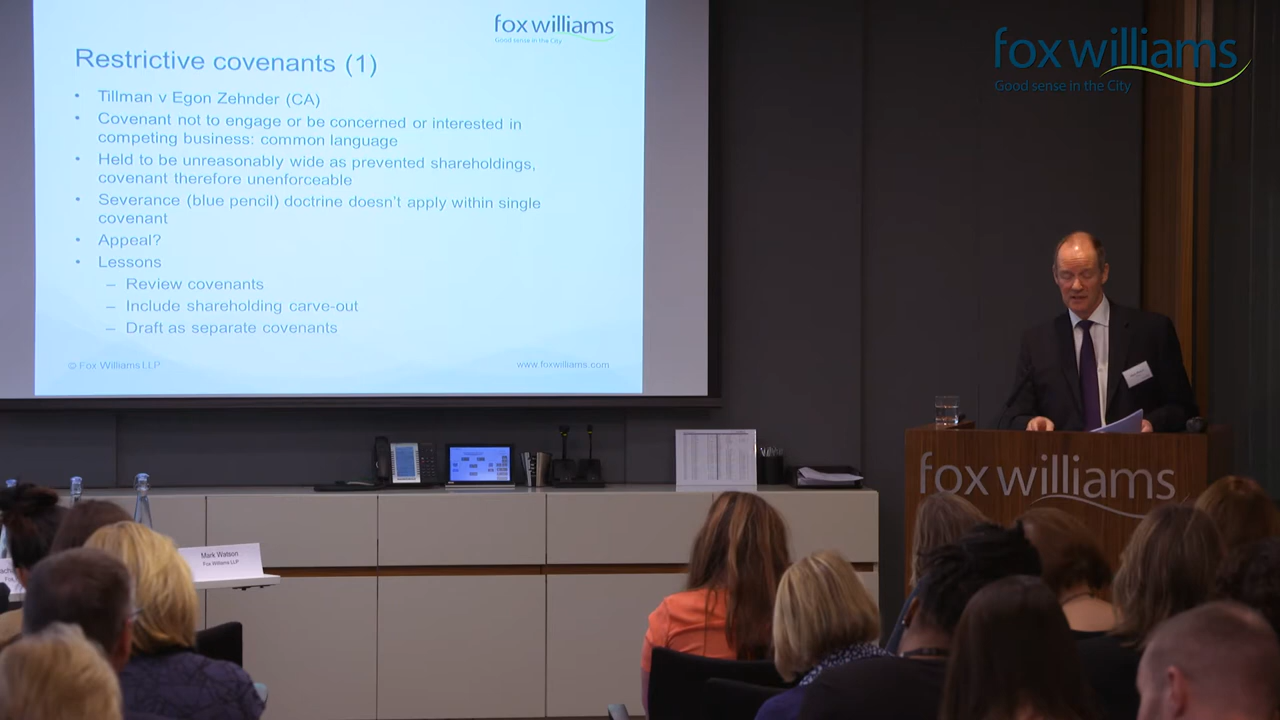 fox williams
Good sense in the City
Restrictive covenants (1)
• Tillman v Egon Zehnder (CA)
• Covenant not to engage or be concerned or interested in
competing business: common language
• Held to be unreasonably wide as prevented shareholdings,
covenant therefore unenforceable
• Severance (blue pencil) doctrine doesn't apply within single
covenant
• Appeal?
• Lessons
– Review covenants
– Include shareholding carve-out
– Draft as separate covenants
© Fox Williams LLP
www.foxwilliams.com
fox williams
Good sense in the City
fox williams
Mark Watson
Fox Williams LLP